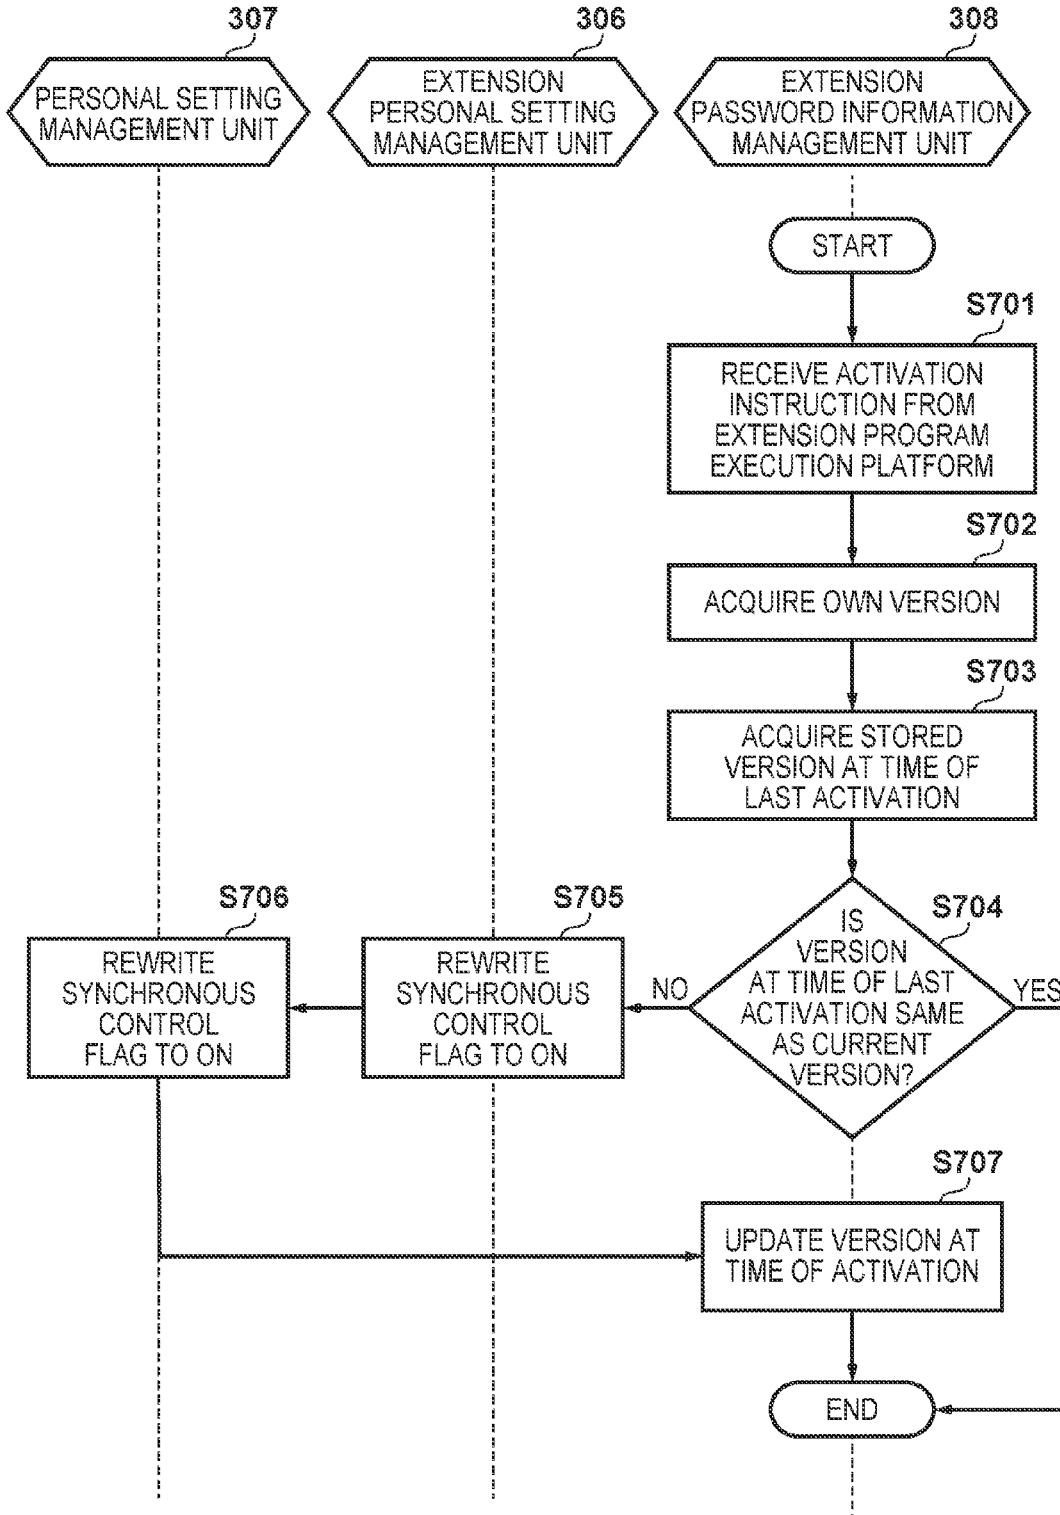 307
306
308
PERSONAL SETTING
MANAGEMENT UNIT
EXTENSION
PERSONAL SETTING
MANAGEMENT UNIT
EXTENSION
PASSWORD INFORMATION
MANAGEMENT UNIT
START
S701
RECEIVE ACTIVATION
INSTRUCTION FROM
EXTENSION PROGRAM
EXECUTION PLATFORM
S702
ACQUIRE OWN VERSION
S703
ACQUIRE STORED
VERSION AT TIME OF
LAST ACTIVATION
S704
IS
VERSION
AT TIME OF LAST
ACTIVATION SAME
AS CURRENT
VERSION?
NO
YES
S705
REWRITE
SYNCHRONOUS
CONTROL
FLAG TO ON
S706
REWRITE
SYNCHRONOUS
CONTROL
FLAG TO ON
S707
UPDATE VERSION AT
TIME OF ACTIVATION
END